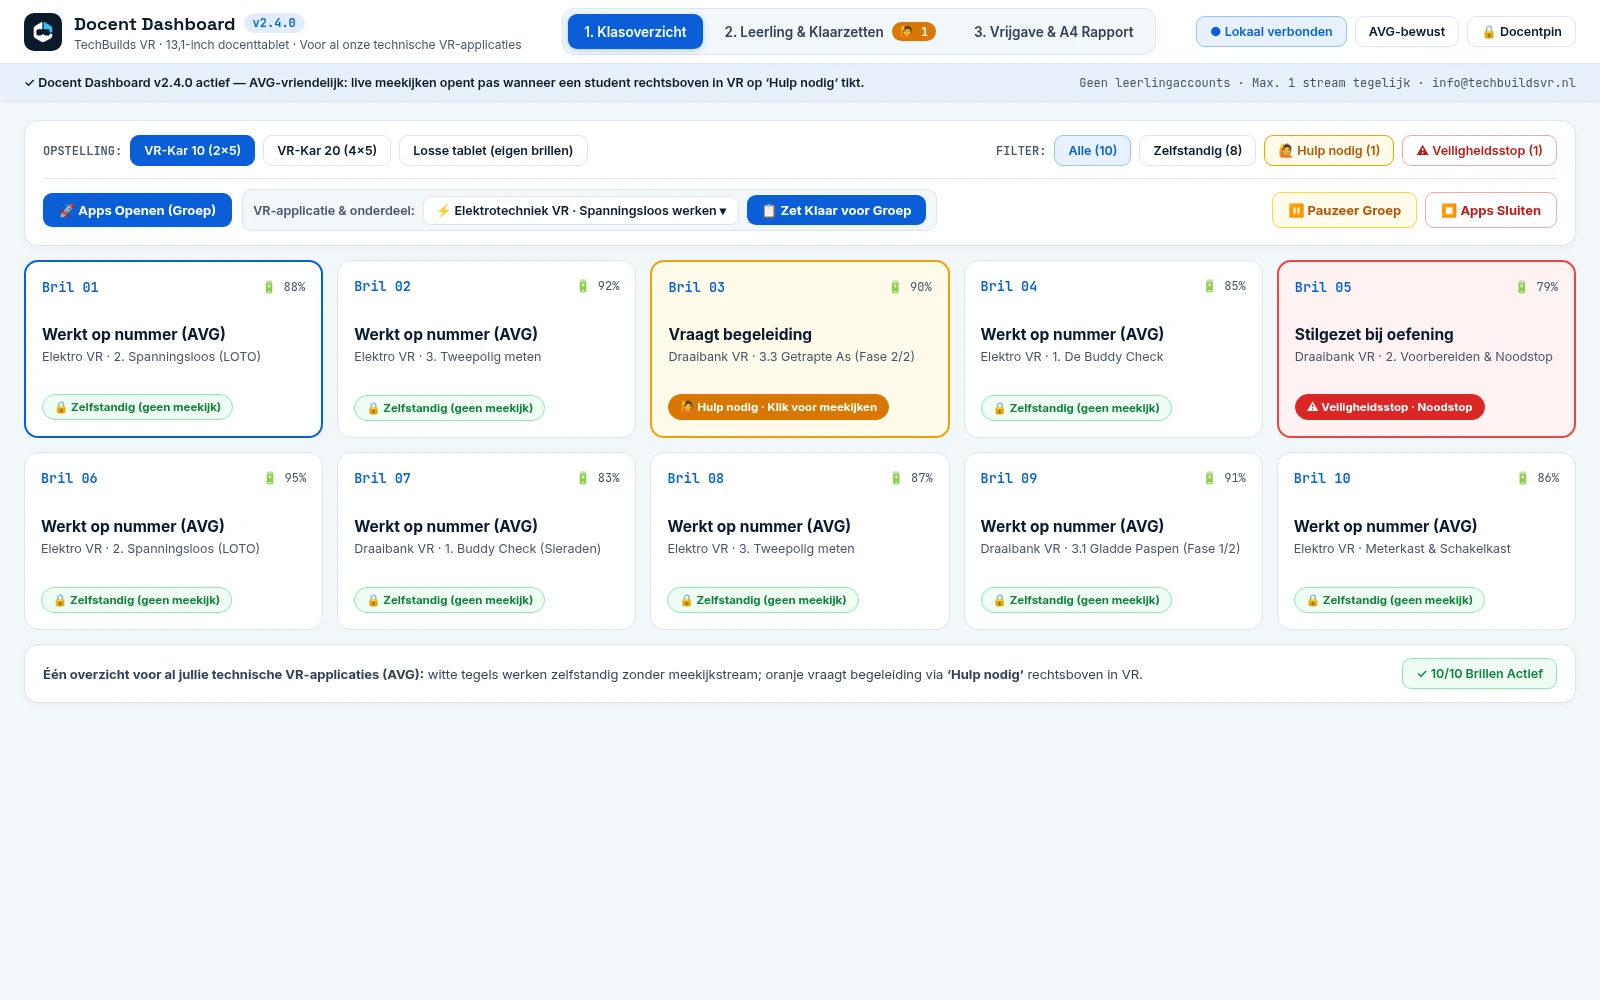 Docent Dashboard v2.4.0
TechBuilds VR · 13,1-inch docenttablet · Voor al onze technische VR-applicaties
1. Klasoverzicht
2. Leerling & Klaarzetten 🙋 1
3. Vrijgave & A4 Rapport
● Lokaal verbonden
AVG-bewust
🔒 Docentpin
✓ Docent Dashboard v2.4.0 actief — AVG-vriendelijk: live meekijken opent pas wanneer een student rechtsboven in VR op ‘Hulp nodig’ tikt.
Geen leerlingaccounts · Max. 1 stream tegelijk · info@techbuildsvr.nl
OPSTELLING: VR-Kar 10 (2×5) VR-Kar 20 (4×5) Losse tablet (eigen brillen)
FILTER: Alle (10) Zelfstandig (8) 🙋 Hulp nodig (1) ⚠ Veiligheidsstop (1)
🚀 Apps Openen (Groep) VR-applicatie & onderdeel: ⚡ Elektrotechniek VR · Spanningsloos werken ▾ 📋 Zet Klaar voor Groep
⏸ Pauzeer Groep ⏹ Apps Sluiten
Bril 01 🔋 88%
Werkt op nummer (AVG)
Elektro VR · 2. Spanningsloos (LOTO)
🔒 Zelfstandig (geen meekijk)
Bril 02 🔋 92%
Werkt op nummer (AVG)
Elektro VR · 3. Tweepolig meten
🔒 Zelfstandig (geen meekijk)
Bril 03 🔋 90%
Vraagt begeleiding
Draaibank VR · 3.3 Getrapte As (Fase 2/2)
🙋 Hulp nodig · Klik voor meekijken
Bril 04 🔋 85%
Werkt op nummer (AVG)
Elektro VR · 1. De Buddy Check
🔒 Zelfstandig (geen meekijk)
Bril 05 🔋 79%
Stilgezet bij oefening
Draaibank VR · 2. Voorbereiden & Noodstop
⚠ Veiligheidsstop · Noodstop
Bril 06 🔋 95%
Werkt op nummer (AVG)
Elektro VR · 2. Spanningsloos (LOTO)
🔒 Zelfstandig (geen meekijk)
Bril 07 🔋 83%
Werkt op nummer (AVG)
Draaibank VR · 1. Buddy Check (Sieraden)
🔒 Zelfstandig (geen meekijk)
Bril 08 🔋 87%
Werkt op nummer (AVG)
Elektro VR · 3. Tweepolig meten
🔒 Zelfstandig (geen meekijk)
Bril 09 🔋 91%
Werkt op nummer (AVG)
Draaibank VR · 3.1 Gladde Paspen (Fase 1/2)
🔒 Zelfstandig (geen meekijk)
Bril 10 🔋 86%
Werkt op nummer (AVG)
Elektro VR · Meterkast & Schakelkast
🔒 Zelfstandig (geen meekijk)
Één overzicht voor al jullie technische VR-applicaties (AVG): witte tegels werken zelfstandig zonder meekijkstream; oranje vraagt begeleiding via ‘Hulp nodig’ rechtsboven in VR.
✓ 10/10 Brillen Actief